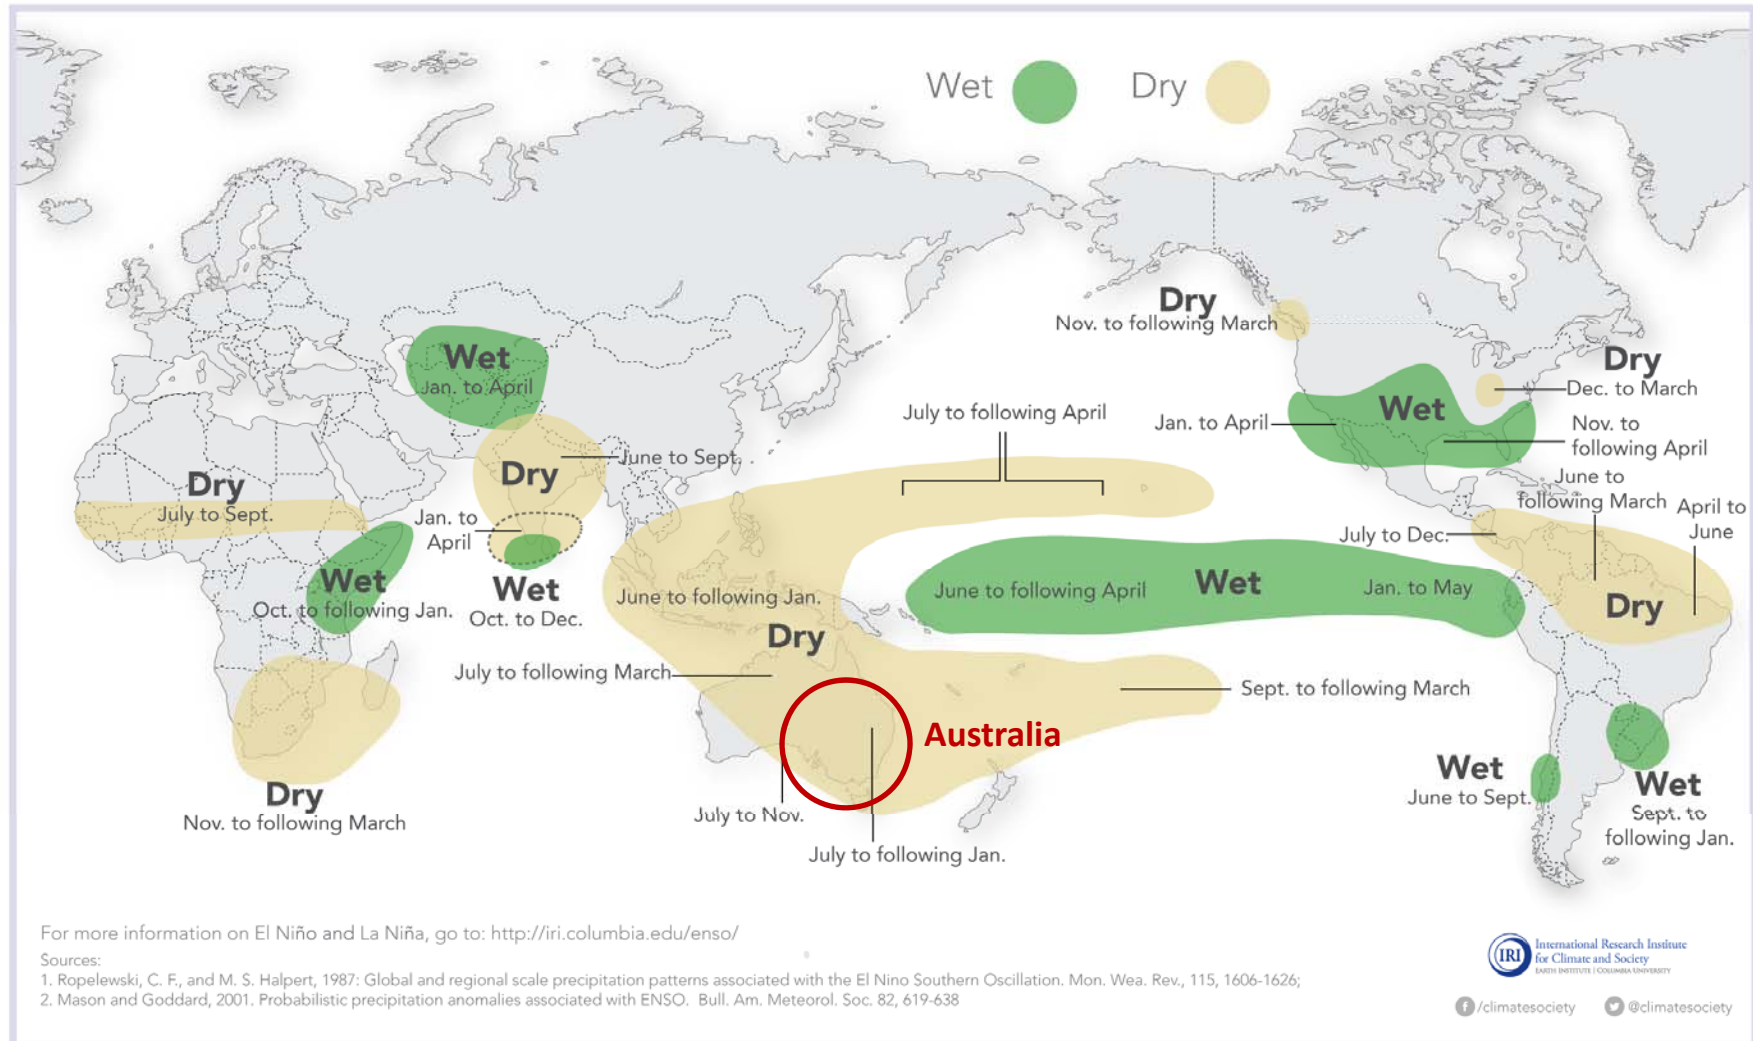 Wet
Dry
Dry
Nov. to following March
Dry
Dec. to March
Wet
Jan. to April
July to following April
Jan. to April
Wet
Nov. to
following April
June to Sept.
Dry
Dry
July to Sept.
June to
following March
April to
June
Jan. to
April
July to Dec.
Wet
Oct. to following Jan.
Wet
Oct. to Dec.
June to following Jan.
June to following April
Wet
Jan. to May
Dry
Dry
July to following March
Sept. to following March
Australia
Dry
Nov. to following March
July to Nov.
July to following Jan.
Wet
June to Sept.
Wet
Sept. to
following Jan.
For more information on El Niño and La Niña, go to: http://iri.columbia.edu/enso/
Sources:
1. Ropelewski, C. F., and M. S. Halpert, 1987: Global and regional scale precipitation patterns associated with the El Nino Southern Oscillation. Mon. Wea. Rev., 115, 1606-1626;
2. Mason and Goddard, 2001. Probabilistic precipitation anomalies associated with ENSO. Bull. Am. Meteorol. Soc. 82, 619-638
IRI
International Research Institute
for Climate and Society
EARTH INSTITUTE | COLUMBIA UNIVERSITY
/climatesociety
@climatesociety